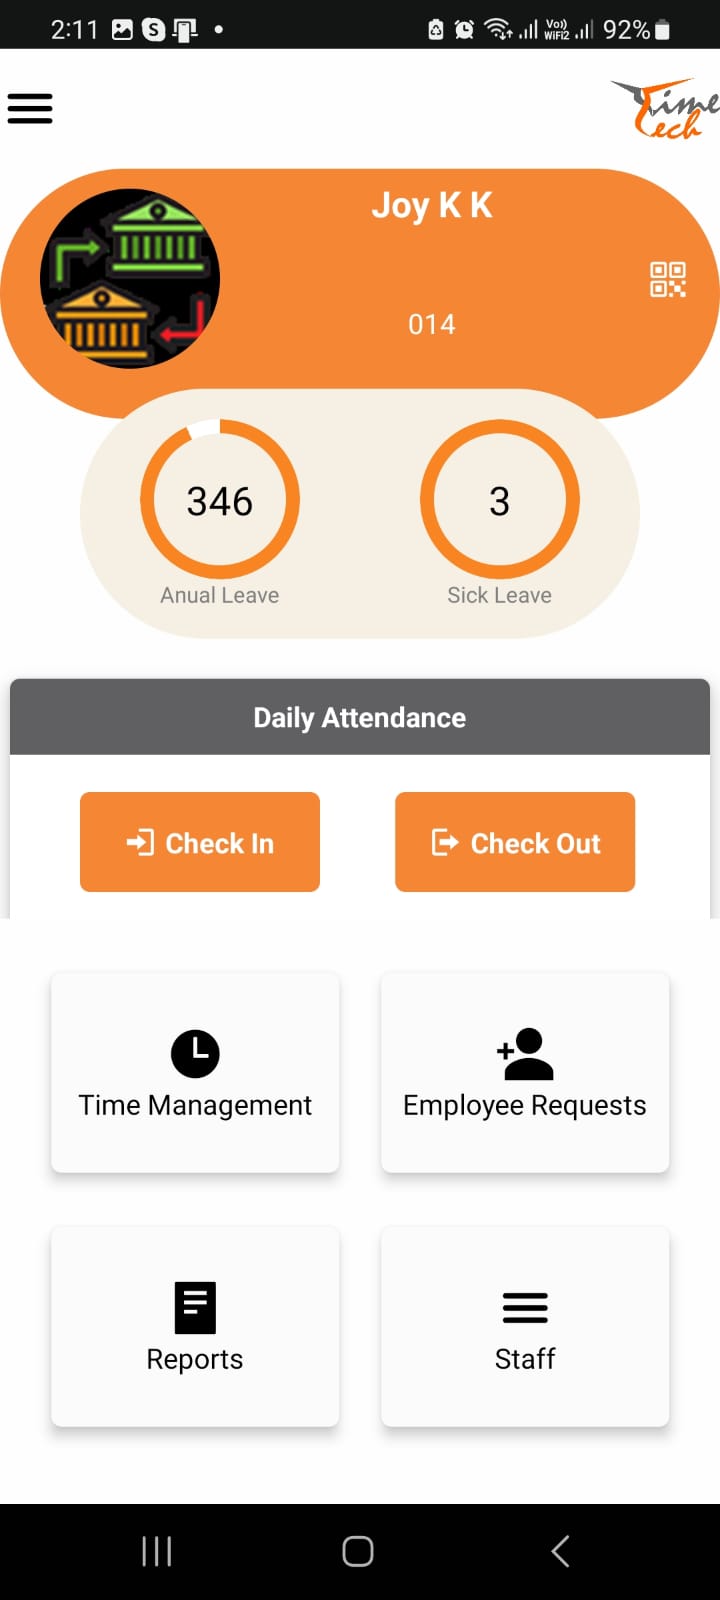 2:11 S Vo)) WiFi2 92%
Time
Tech
Joy K K
014
346 3
Anual Leave Sick Leave
Daily Attendance
Check In Check Out
Time Management Employee Requests
Reports Staff